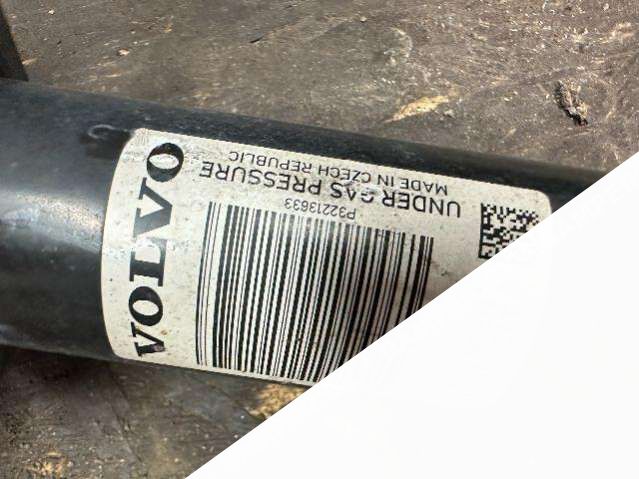 VOLVO
MADE IN CZECH REPUBLIC
UNDER GAS PRESSURE
P32213633